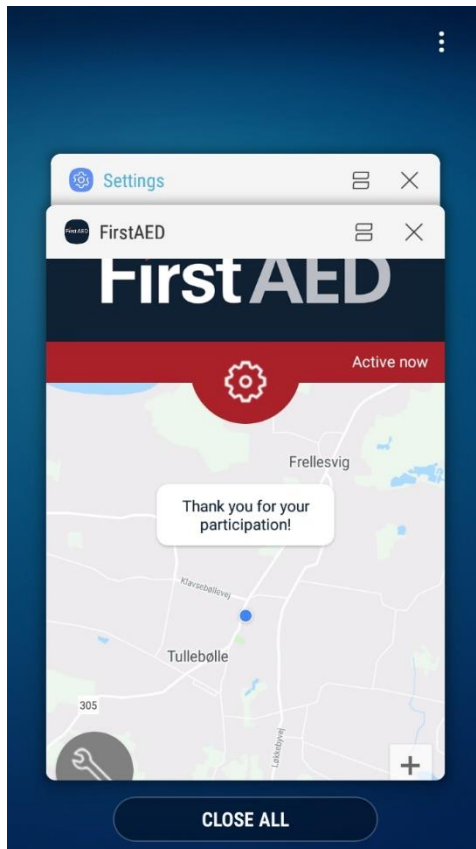 Settings
FirstAED
FirstAED
Active now
Frellesvig
Thank you for your
participation!
Klavsebøllevej
Tullebølle
305
Løkkebyvej
CLOSE ALL